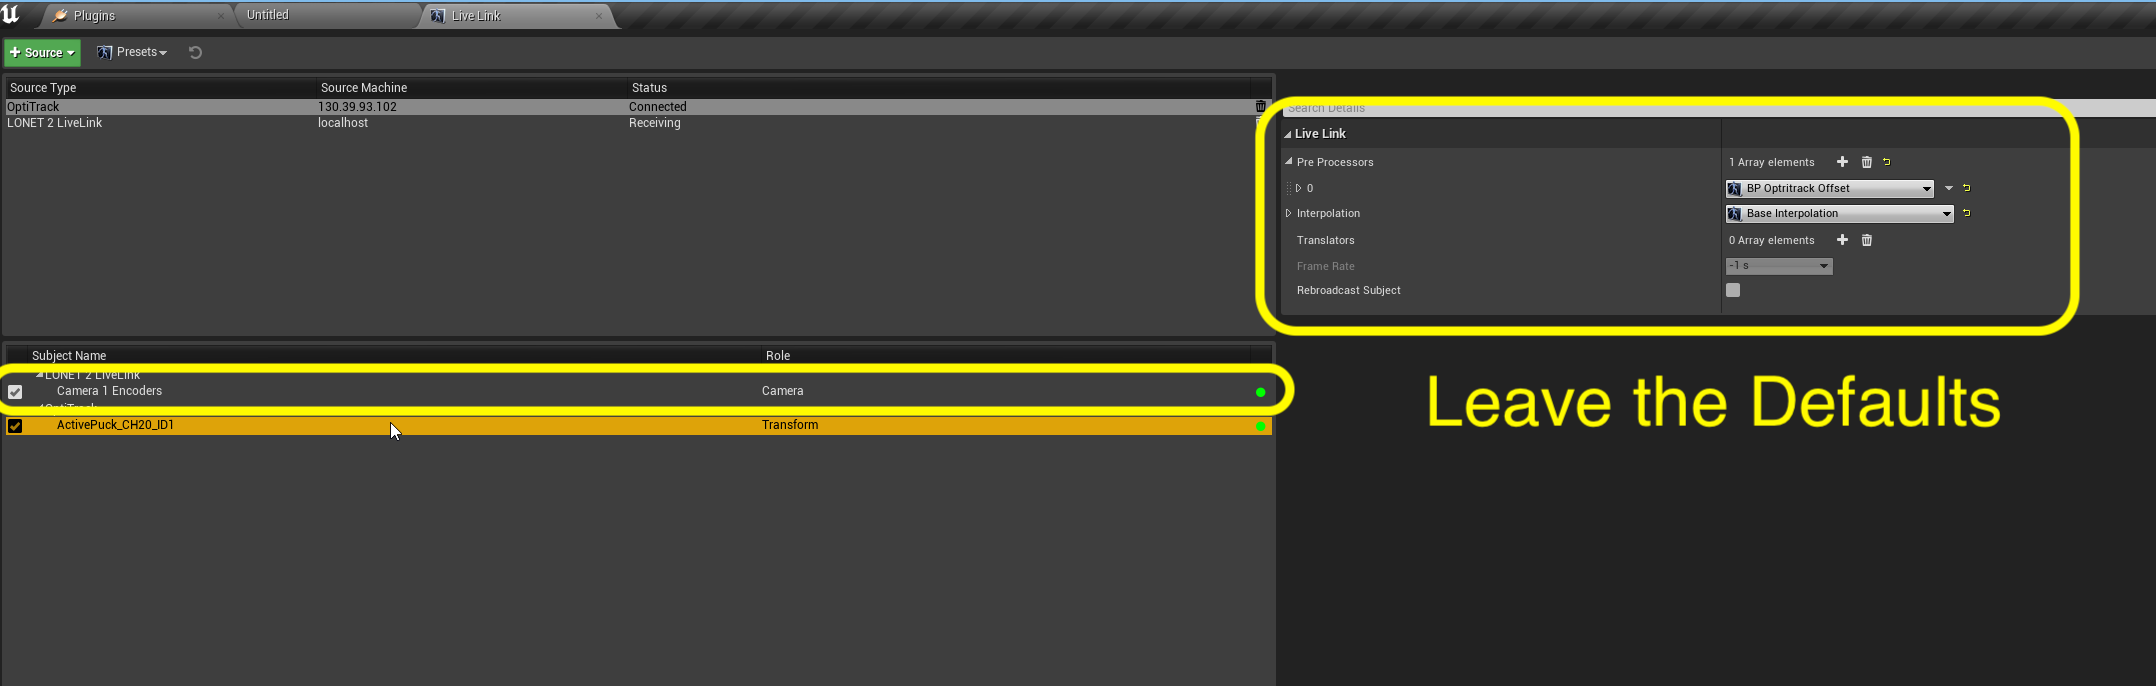 Plugins Untitled Live Link
Source Presets
Source Type Source Machine Status
OptiTrack 130.39.93.102 Connected
LONET 2 LiveLink localhost Receiving
Search Details
Live Link
Pre Processors 1 Array elements
0 BP Optritrack Offset
Interpolation Base Interpolation
Translators 0 Array elements
Frame Rate -1 s
Rebroadcast Subject
Subject Name Role
LONET 2 LiveLink
Camera 1 Encoders Camera
OptiTrack
ActivePuck_CH20_ID1 Transform
Leave the Defaults